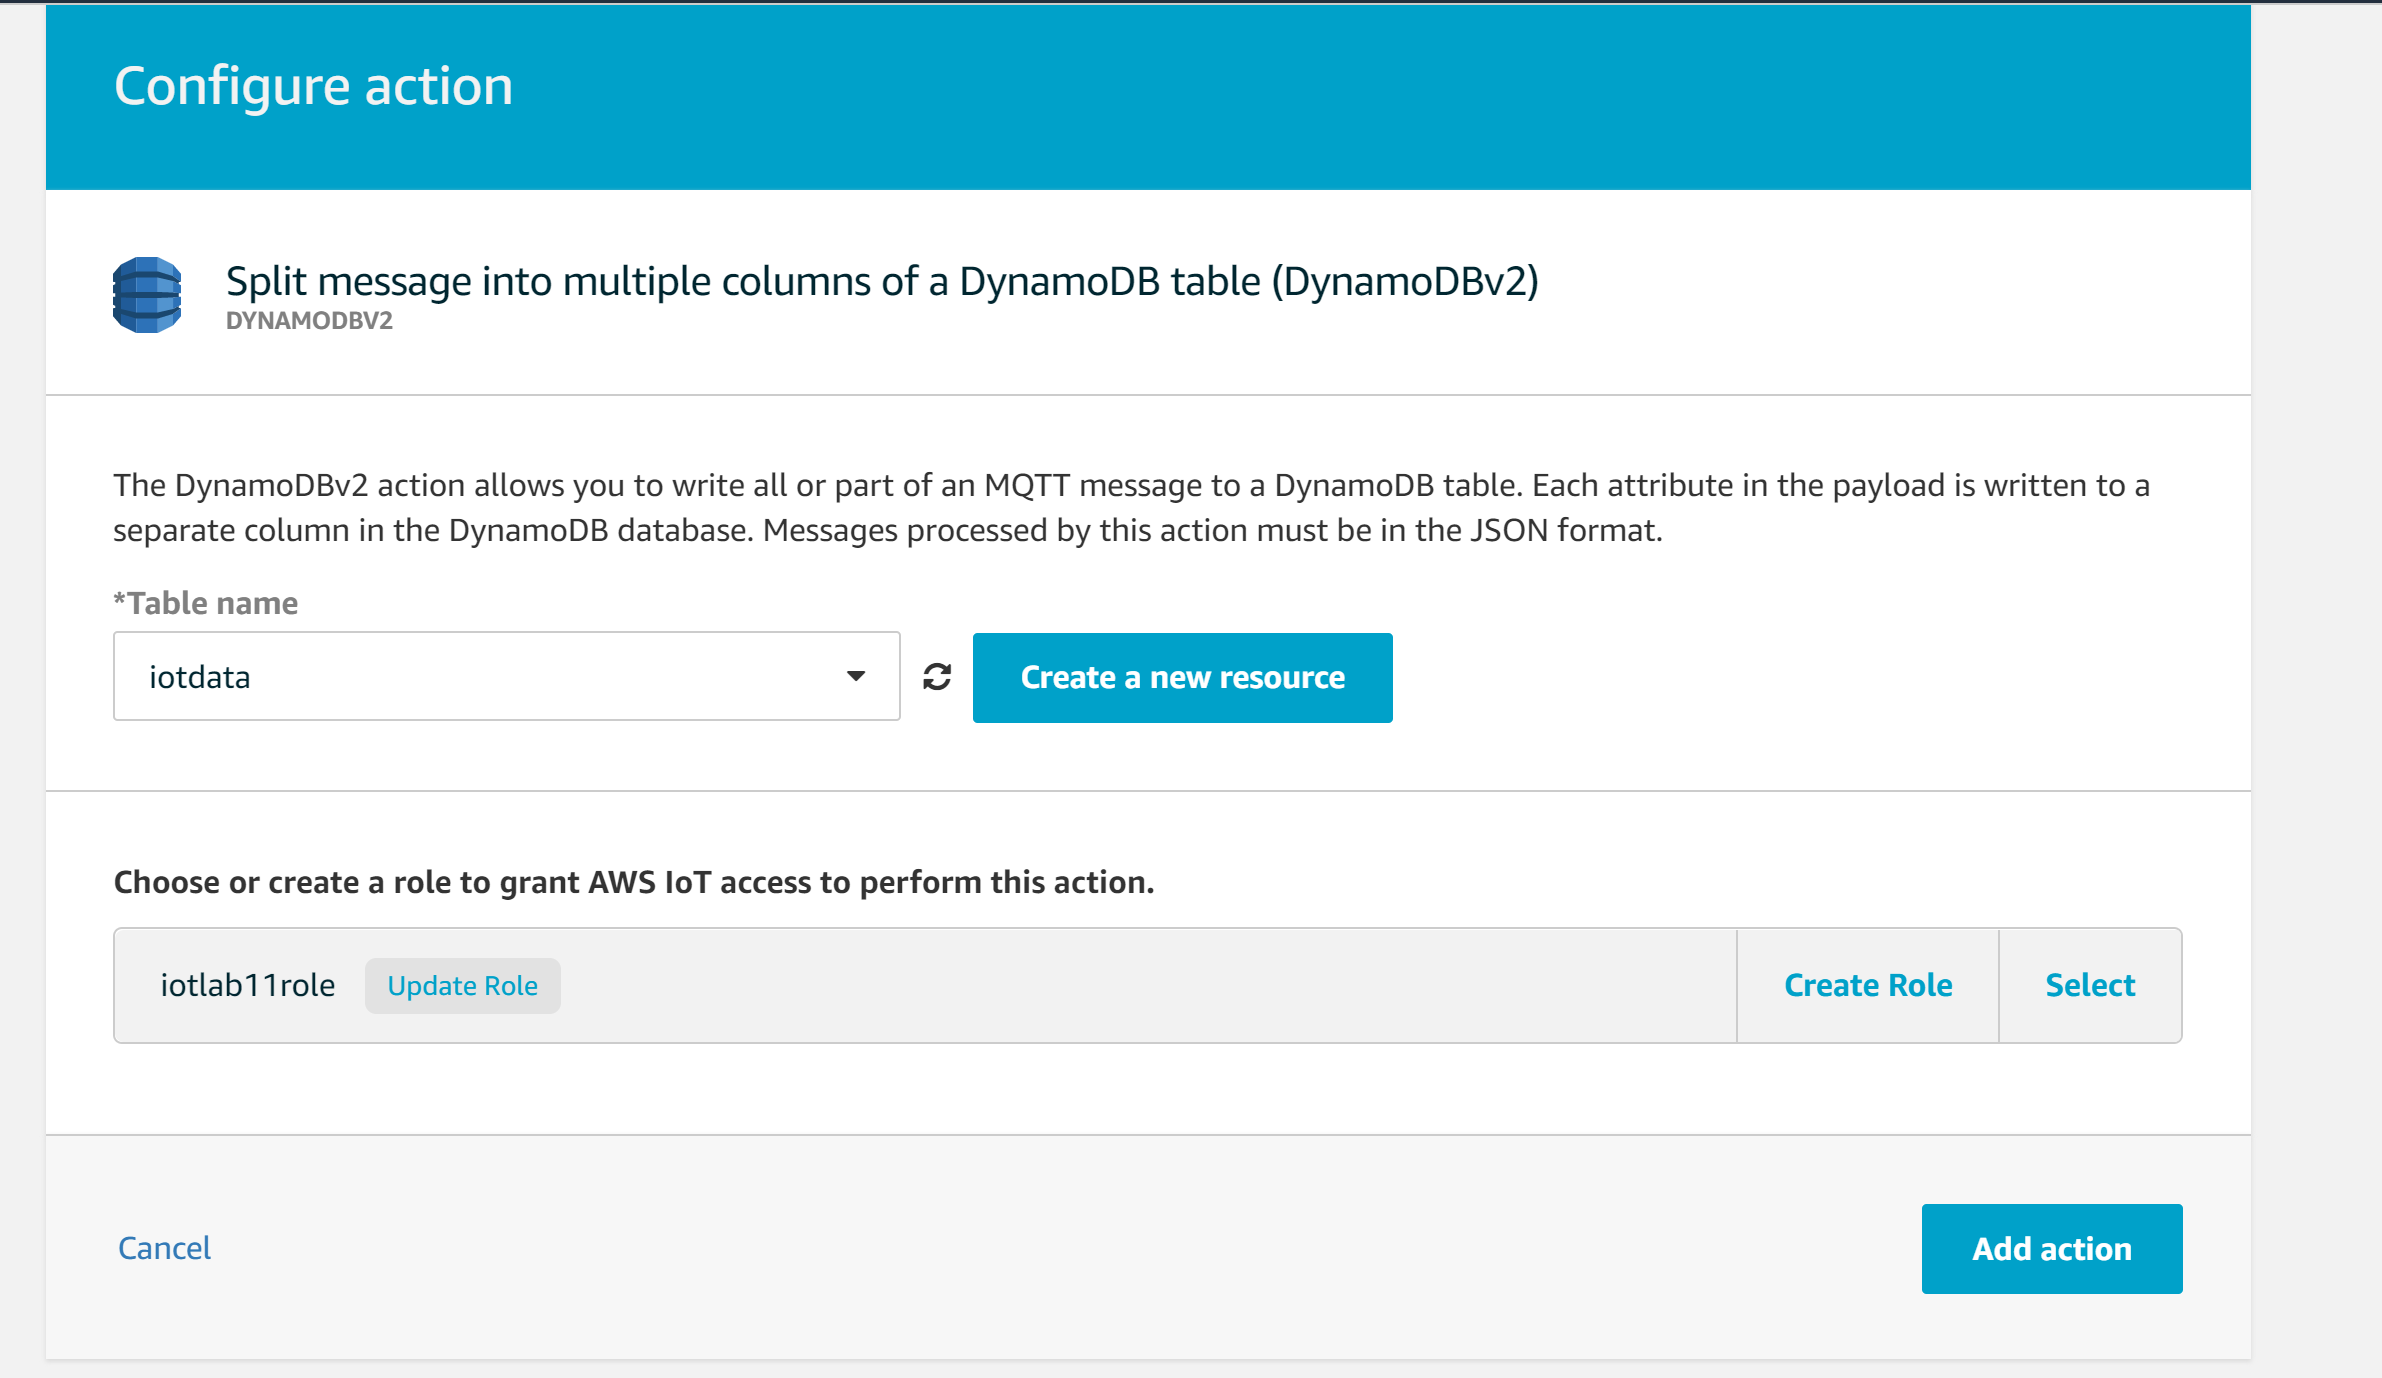 Configure action
Split message into multiple columns of a DynamoDB table (DynamoDBv2)
DYNAMODBV2
The DynamoDBv2 action allows you to write all or part of an MQTT message to a DynamoDB table. Each attribute in the payload is written to a
separate column in the DynamoDB database. Messages processed by this action must be in the JSON format.
*Table name
iotdata
Create a new resource
Choose or create a role to grant AWS IoT access to perform this action.
iotlab11role Update Role Create Role Select
Cancel Add action